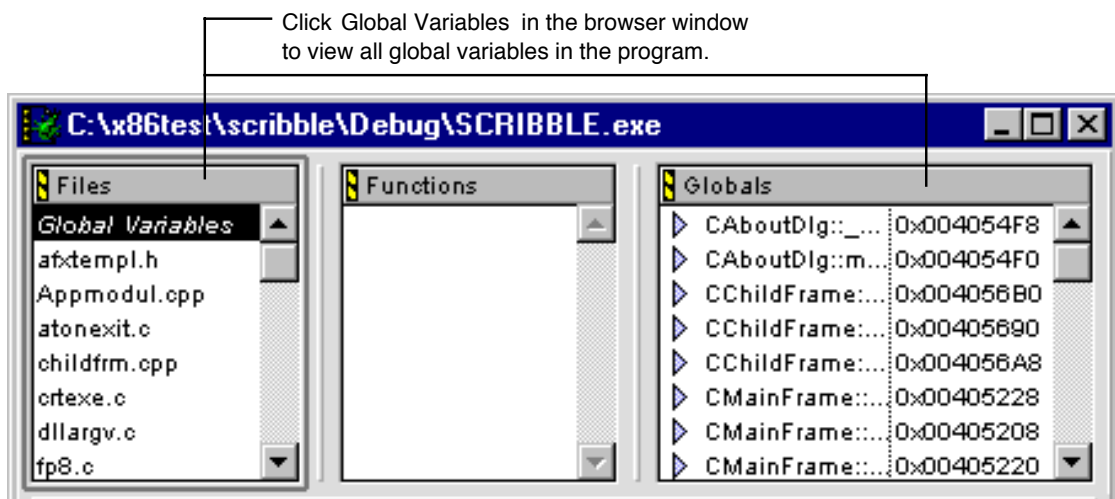 Click Global Variables in the browser window
to view all global variables in the program.
C:\x86test\scribble\Debug\SCRIBBLE.exe
Files
Global Variables
afxtempl.h
Appmodul.cpp
atonexit.c
childfrm.cpp
crtexe.c
dllargv.c
fp8.c
Functions
Globals
CAboutDlg::_... 0x004054F8
CAboutDlg::m... 0x004054F0
CChildFrame:... 0x004056B0
CChildFrame:... 0x00405690
CChildFrame:... 0x004056A8
CMainFrame::... 0x00405228
CMainFrame::... 0x00405208
CMainFrame::... 0x00405220